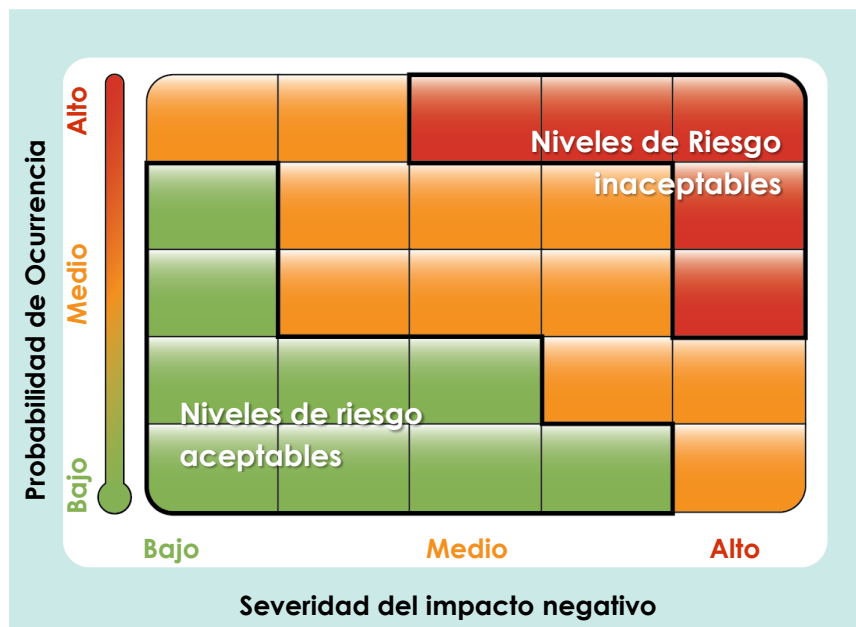 Probabilidad de Ocurrencia
Alto
Medio
Bajo
Niveles de Riesgo
inaceptables
Niveles de riesgo
aceptables
Bajo
Medio
Alto
Severidad del impacto negativo